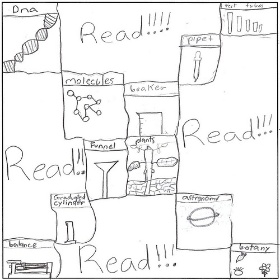 Dna
Read!!!!
test tubes
pipet
molecules
beaker
Read!!!
Read!!
funnel
plants
Graduated
cylinder
astronomy
balance
Read!!!
botany